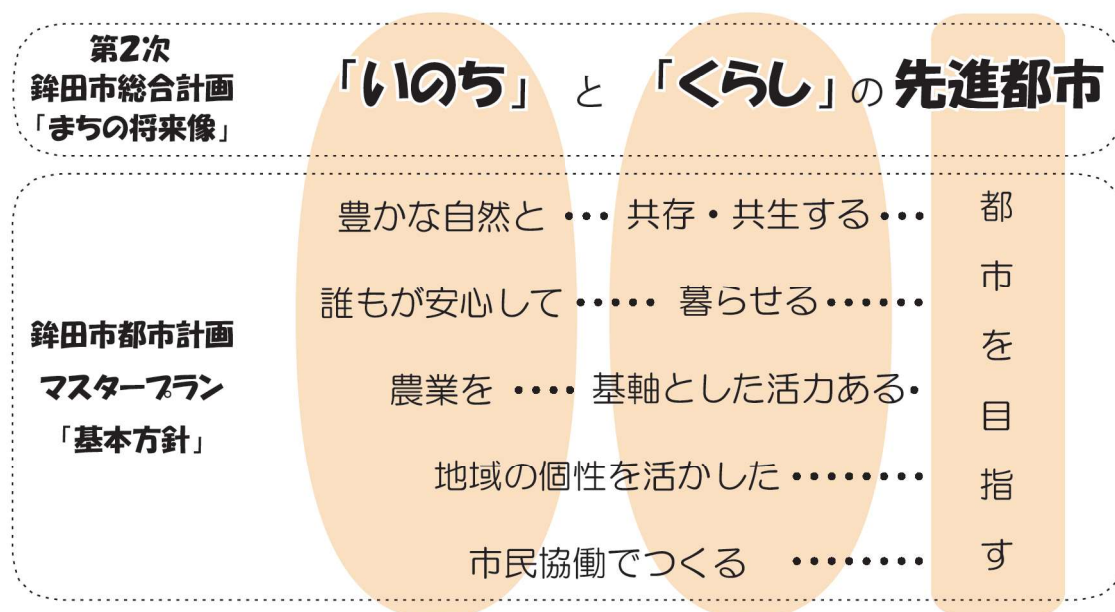 第2次
鉾田市総合計画
「まちの将来像」
「いのち」 と 「くらし」の 先進都市
鉾田市都市計画
マスタープラン
「基本方針」
豊かな自然と ・・・ 共存・共生する ・・・
誰もが安心して ・・・・・ 暮らせる ・・・・・・
農業を ・・・・ 基軸とした活力ある ・
地域の個性を活かした ・・・・・・・・
市民協働でつくる ・・・・・・・・
都市を目指す